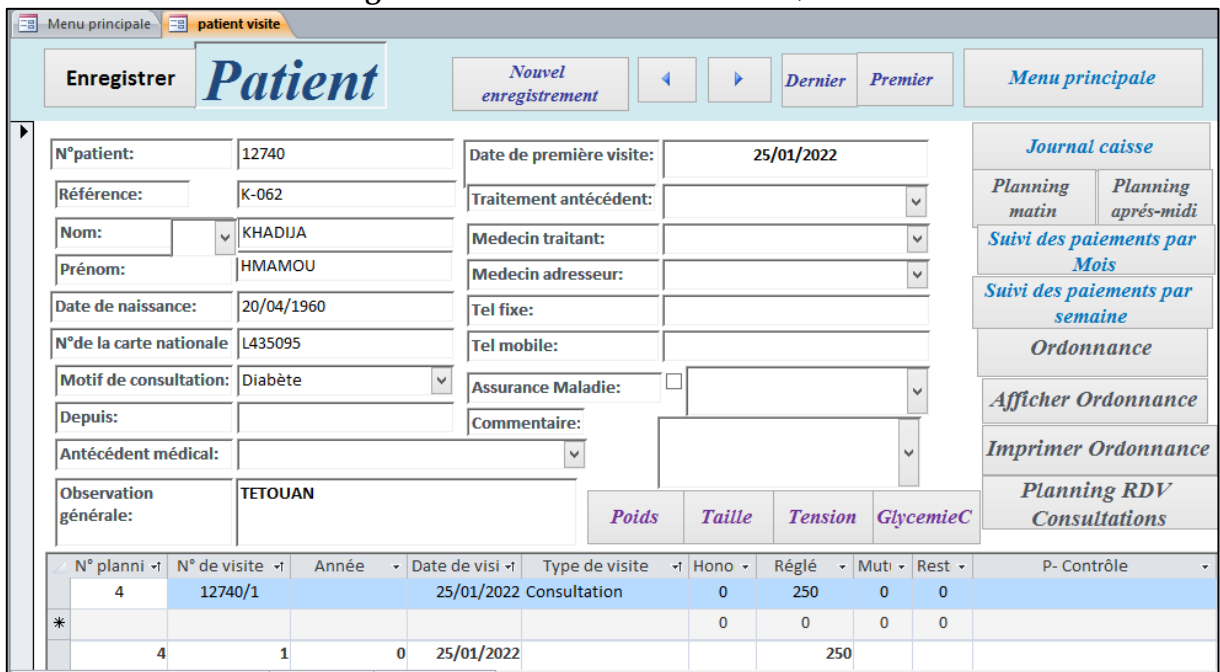 Menu principale patient visite
Enregistrer Patient Nouvel enregistrement Dernier Premier Menu principale
N°patient: 12740 Date de première visite: 25/01/2022 Journal caisse
Référence: K-062 Traitement antécédent: Planning matin Planning aprés-midi
Nom: KHADIJA Medecin traitant: Suivi des paiements par Mois
Prénom: HMAMOU Medecin adresseur:
Date de naissance: 20/04/1960 Tel fixe: Suivi des paiements par semaine
N°de la carte nationale L435095 Tel mobile: Ordonnance
Motif de consultation: Diabète Assurance Maladie: Afficher Ordonnance
Depuis: Commentaire:
Antécédent médical: Imprimer Ordonnance
Observation générale: TETOUAN Poids Taille Tension GlycemieC Planning RDV Consultations
N° planni N° de visite Année Date de visi Type de visite Hono Réglé Mutu Rest P- Contrôle
4 12740/1 25/01/2022 Consultation 0 250 0 0
0 0 0 0
4 1 0 25/01/2022 250